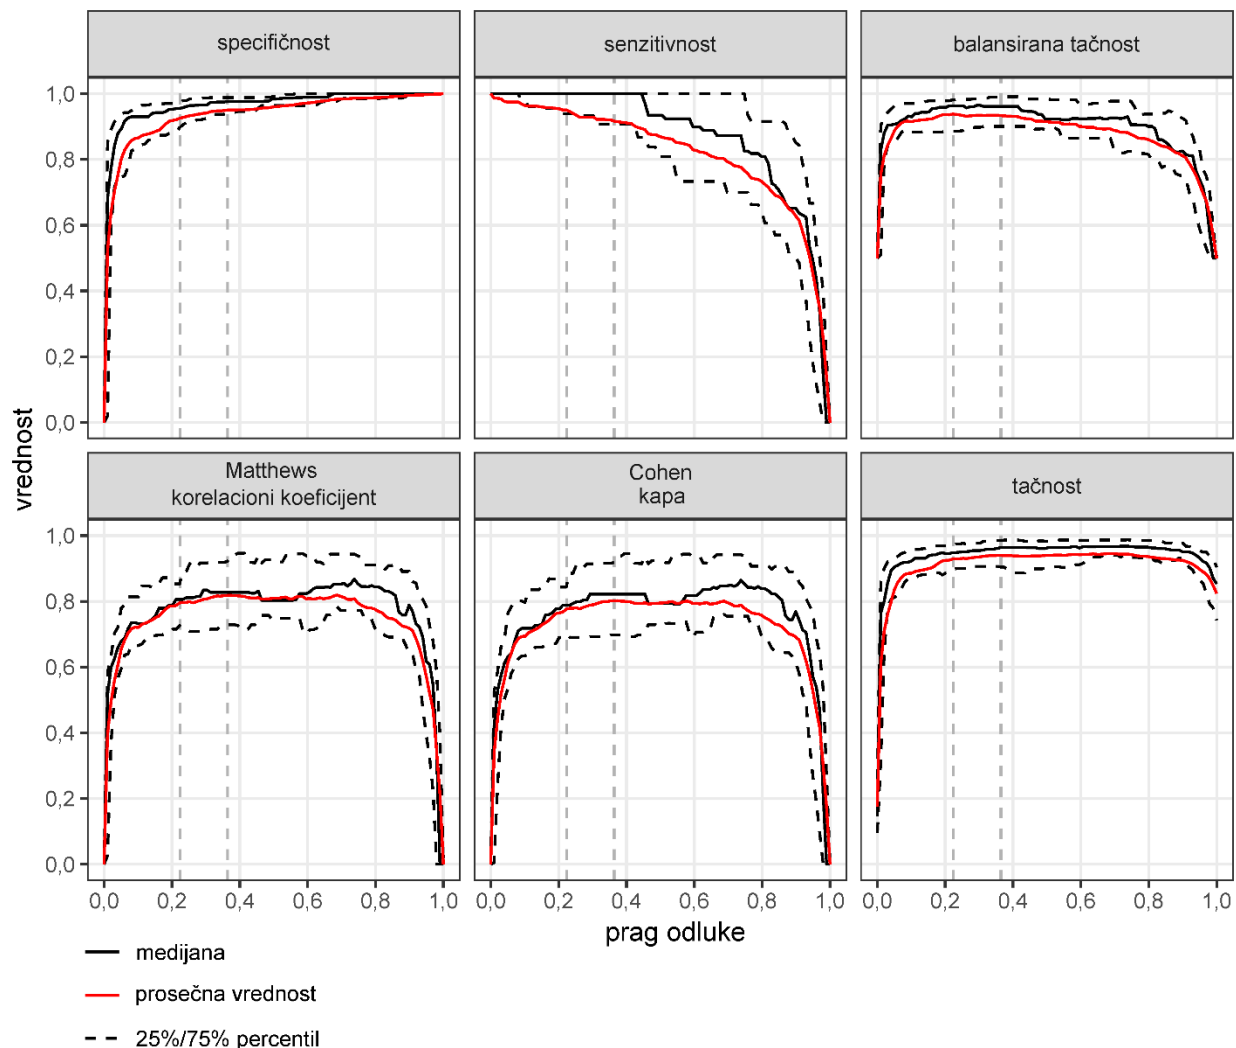 specifičnost
senzitivnost
balansirana tačnost
1,0
0,8
0,6
0,4
0,2
0,0
vrednost
Matthews
korelacioni koeficijent
Cohen
kapa
tačnost
1,0
0,8
0,6
0,4
0,2
0,0
0,0 0,2 0,4 0,6 0,8 1,0
0,0 0,2 0,4 0,6 0,8 1,0
0,0 0,2 0,4 0,6 0,8 1,0
prag odluke
medijana
prosečna vrednost
25%/75% percentil